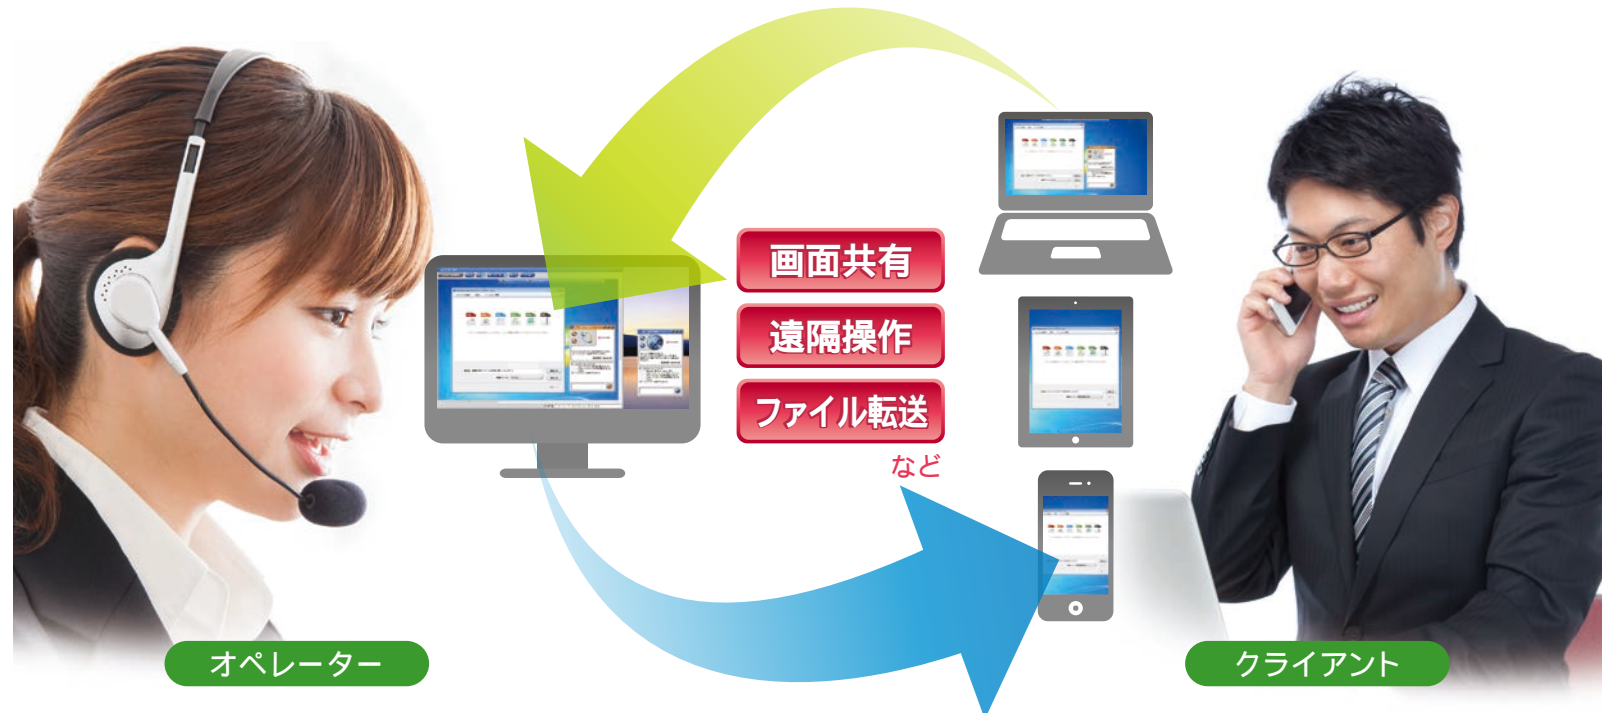 画面共有
遠隔操作
ファイル転送
など
オペレーター
クライアント